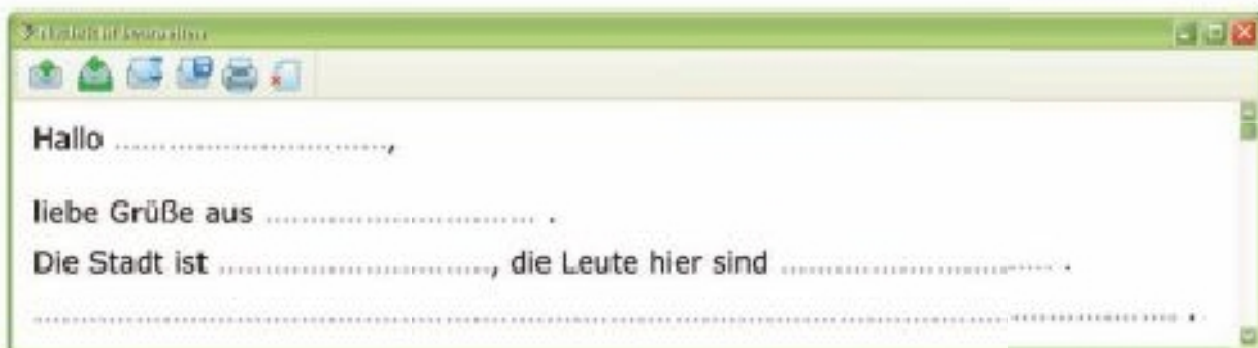 Hallo ..............................,
liebe Grüße aus .............................. .
Die Stadt ist .............................., die Leute hier sind .............................. .
.................................................................................................................................. .